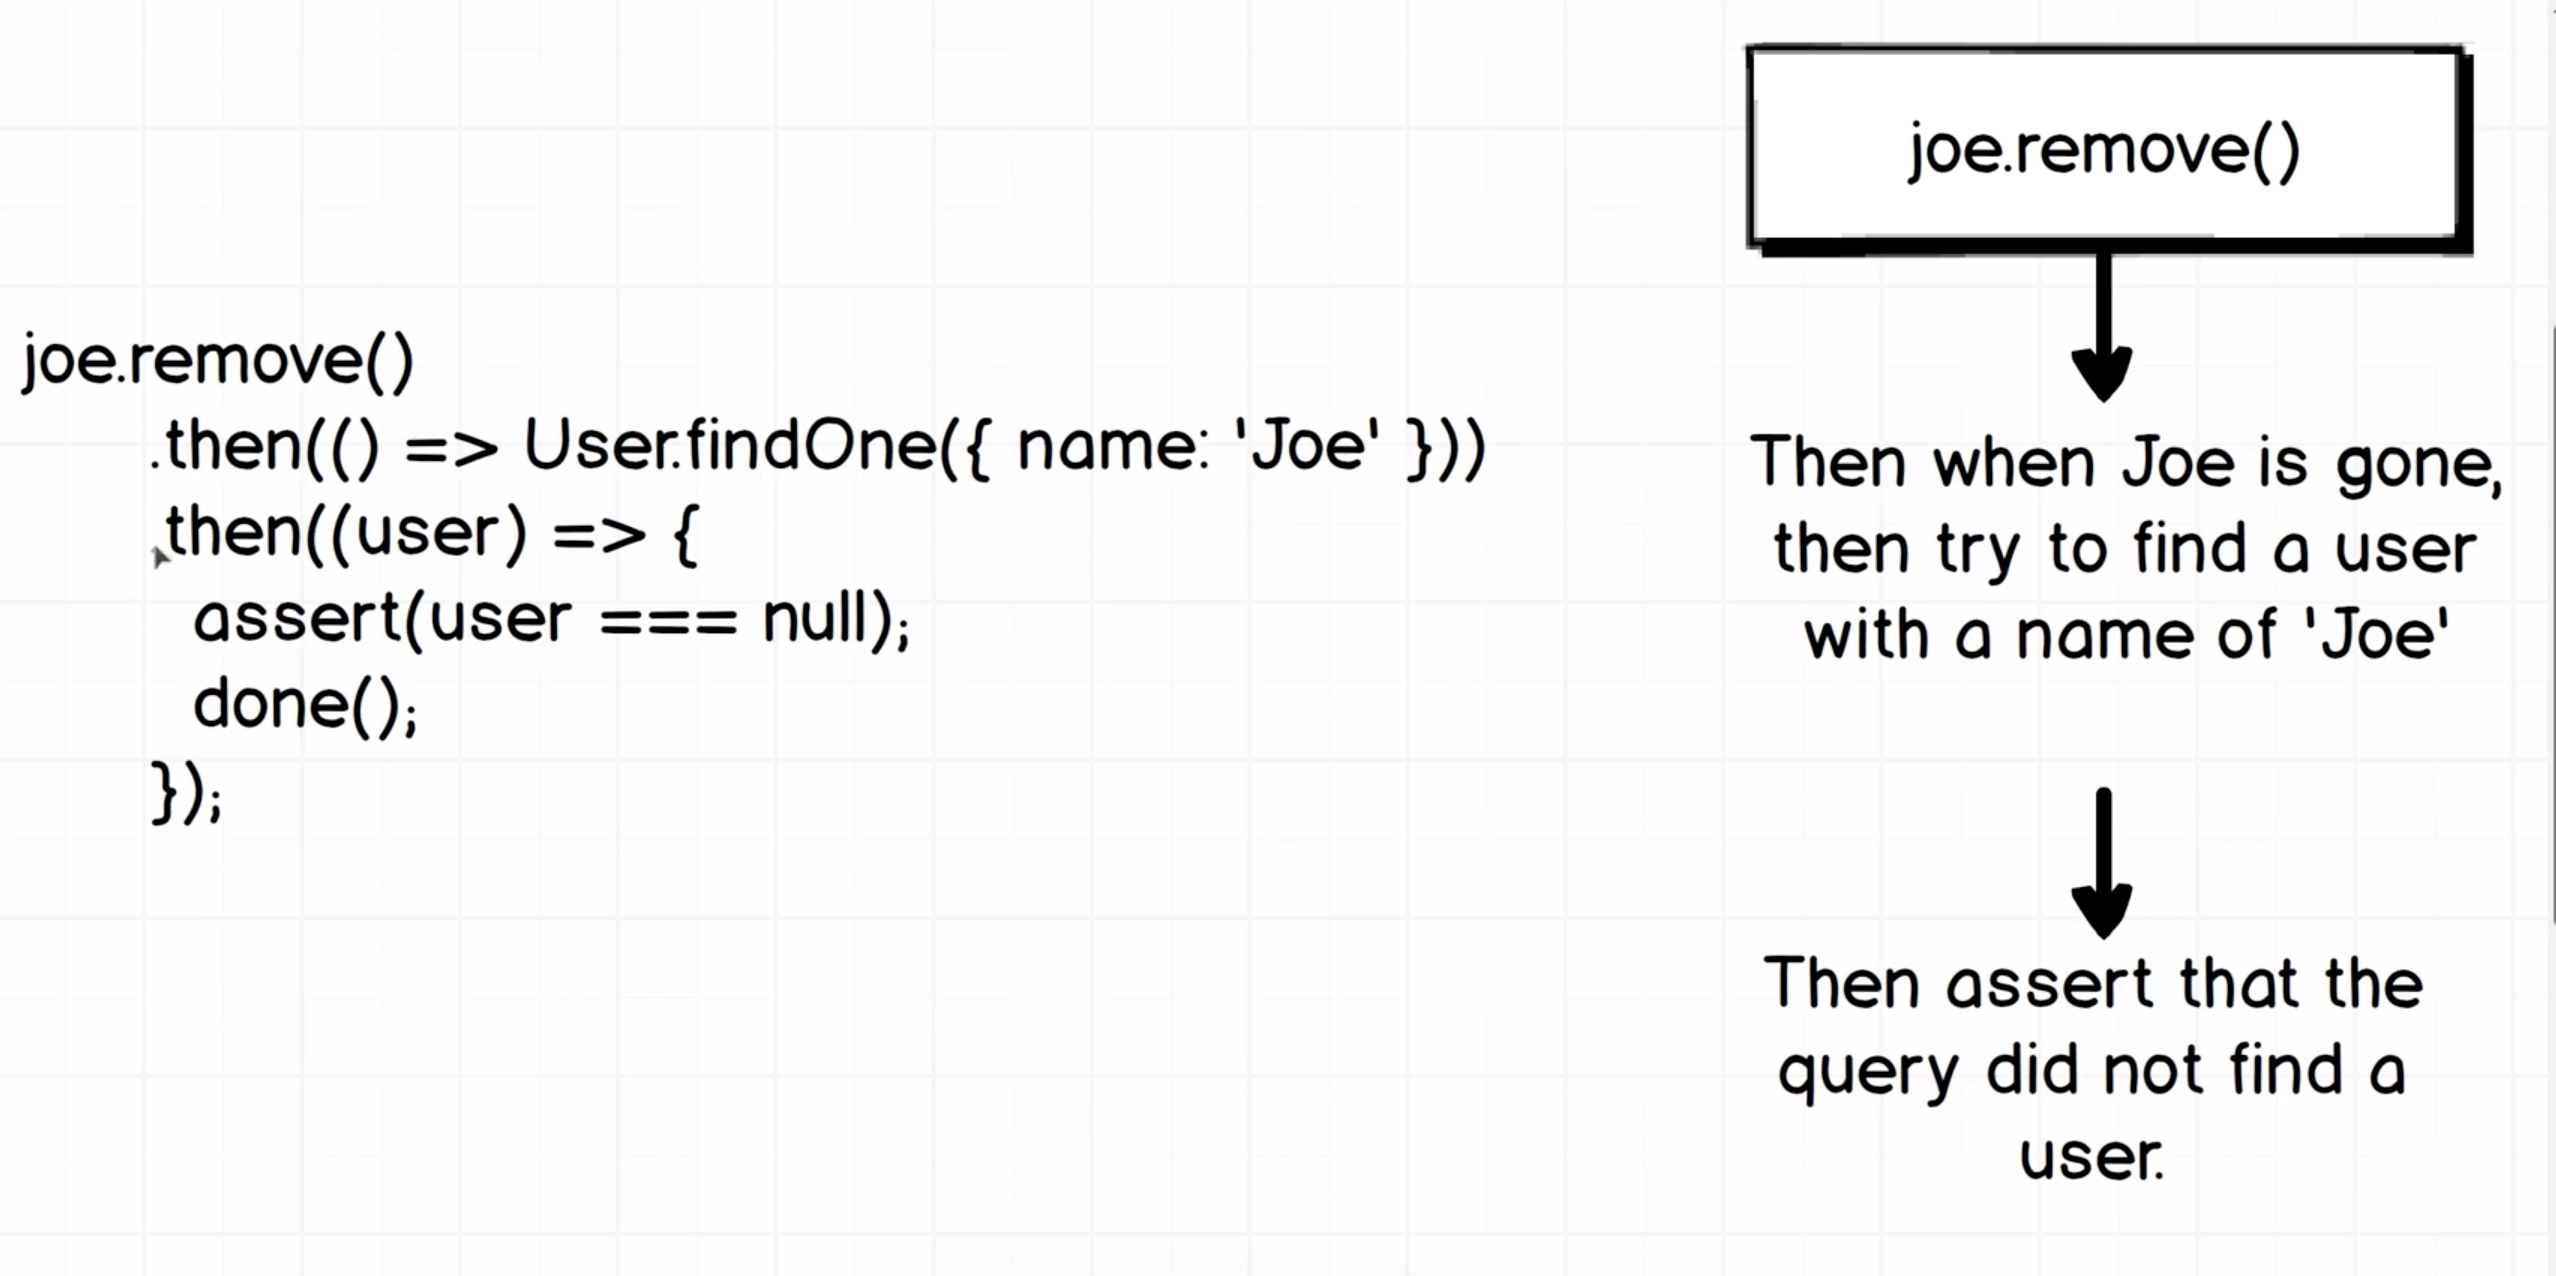 joe.remove()
.then(() => User.findOne({ name: 'Joe' }))
.then((user) => {
assert(user === null);
done();
});
joe.remove()
Then when Joe is gone,
then try to find a user
with a name of 'Joe'
Then assert that the
query did not find a
user.